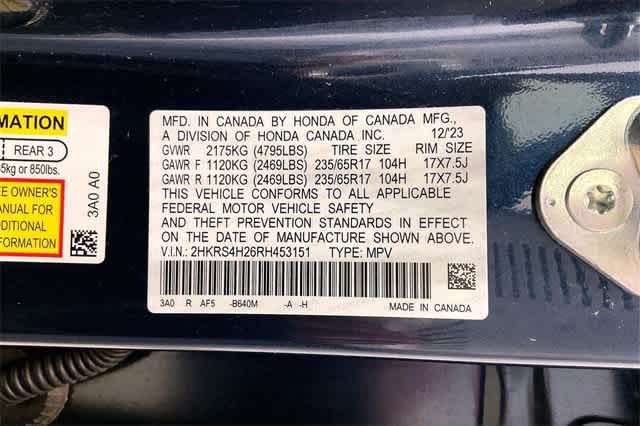 MATION
REAR 3
5kg or 850lbs.
E OWNER'S
ANUAL FOR
DDITIONAL
FORMATION
3A0 A0
MFD. IN CANADA BY HONDA OF CANADA MFG.,
A DIVISION OF HONDA CANADA INC. 12/'23
GVWR 2175KG (4795LBS) TIRE SIZE RIM SIZE
GAWR F 1120KG (2469LBS) 235/65R17 104H 17X7.5J
GAWR R 1120KG (2469LBS) 235/65R17 104H 17X7.5J
THIS VEHICLE CONFORMS TO ALL APPLICABLE
FEDERAL MOTOR VEHICLE SAFETY
AND THEFT PREVENTION STANDARDS IN EFFECT
ON THE DATE OF MANUFACTURE SHOWN ABOVE.
V.I.N.: 2HKRS4H26RH453151 TYPE: MPV
3A0 R AF5 -B640M -A -H MADE IN CANADA